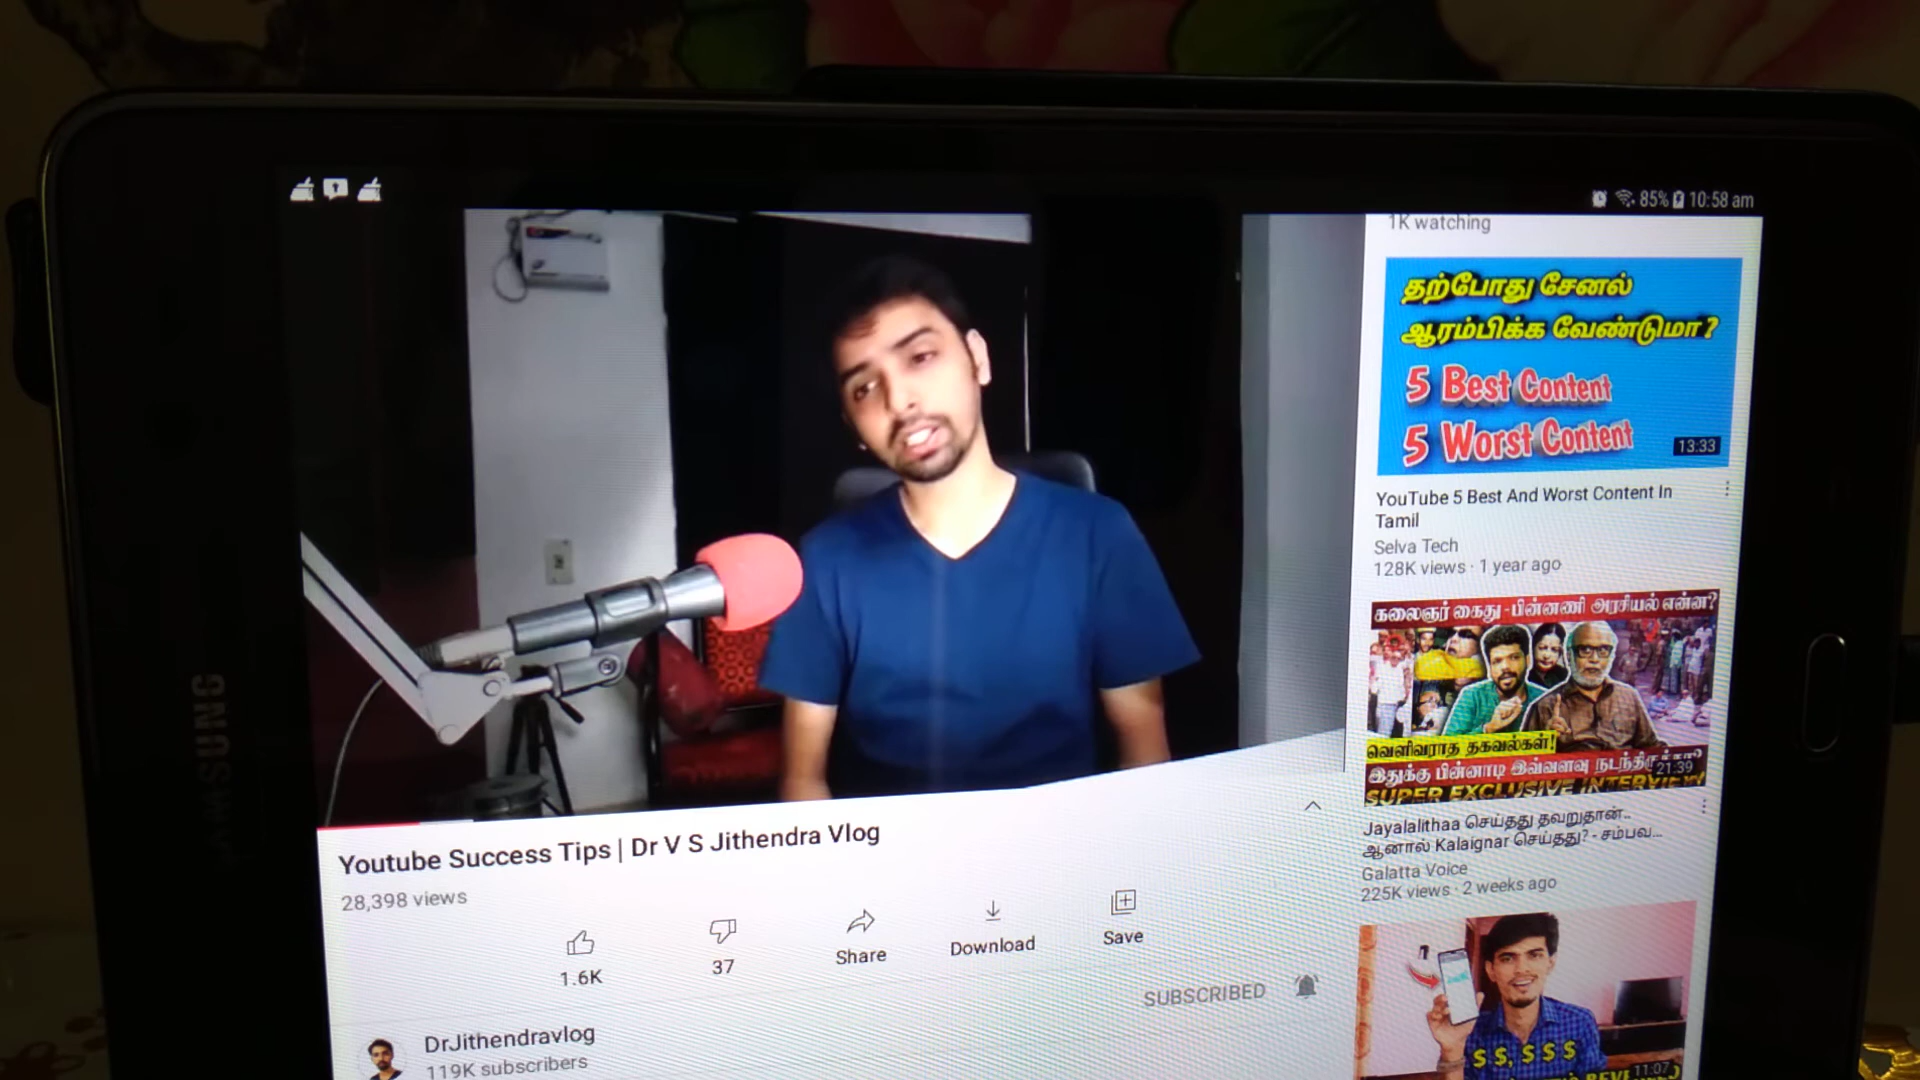 85% 10:58 am
SAMSUNG
Youtube Success Tips | Dr V S Jithendra Vlog
28,398 views
1.6K
37
Share
Download
Save
SUBSCRIBED
DrJithendravlog
119K subscribers
1K watching
தற்போது சேனல்
ஆரம்பிக்க வேண்டுமா?
5 Best Content
5 Worst Content
13:33
YouTube 5 Best And Worst Content In
Tamil
Selva Tech
128K views · 1 year ago
கலைஞர் கைது - பின்னணி அரசியல் என்ன?
வெளிவராத தகவல்கள்!
இதுக்கு பின்னாடி இவ்வளவு
21:39
SUPER EXCLUSIVE INTERVIEW
Jayalalithaa செய்தது தவறுதான்..
ஆனால் Kalaignar செய்தது? - சம்பவ...
Galatta Voice
225K views · 2 weeks ago
$ $, $ $ $
11:07